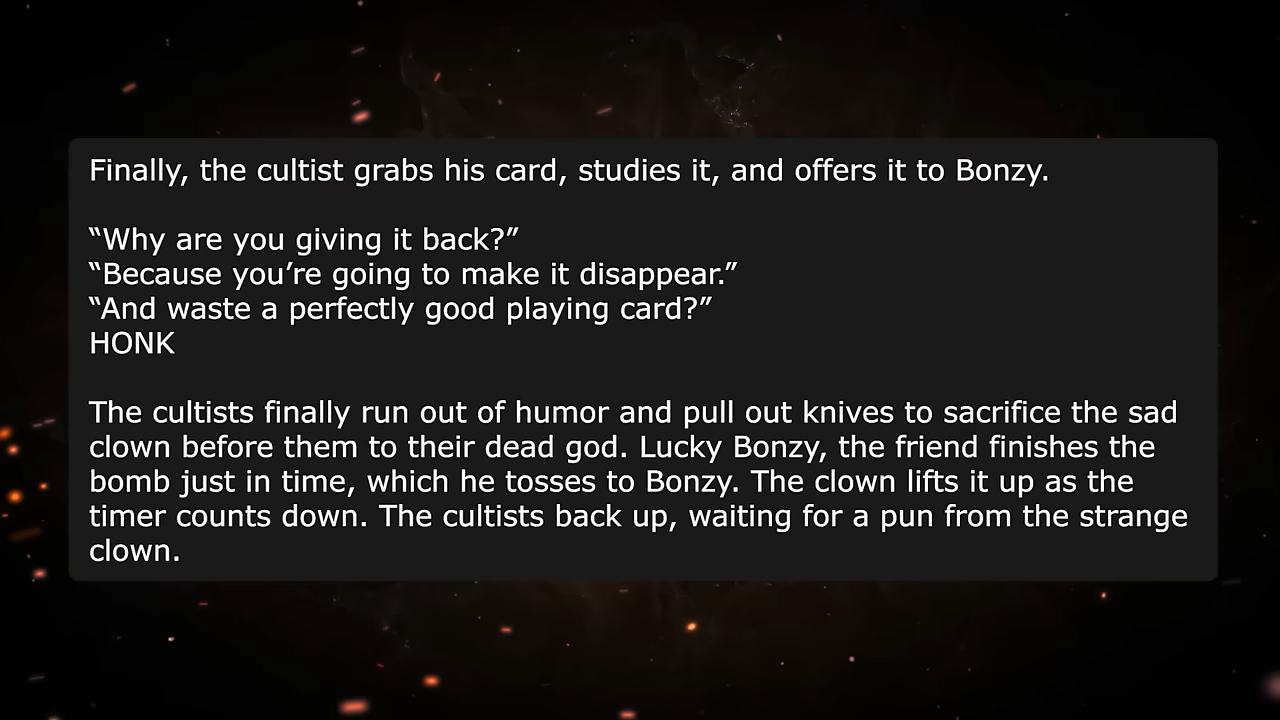 Finally, the cultist grabs his card, studies it, and offers it to Bonzy.
“Why are you giving it back?”
“Because you’re going to make it disappear.”
“And waste a perfectly good playing card?”
HONK
The cultists finally run out of humor and pull out knives to sacrifice the sad
clown before them to their dead god. Lucky Bonzy, the friend finishes the
bomb just in time, which he tosses to Bonzy. The clown lifts it up as the
timer counts down. The cultists back up, waiting for a pun from the strange
clown.